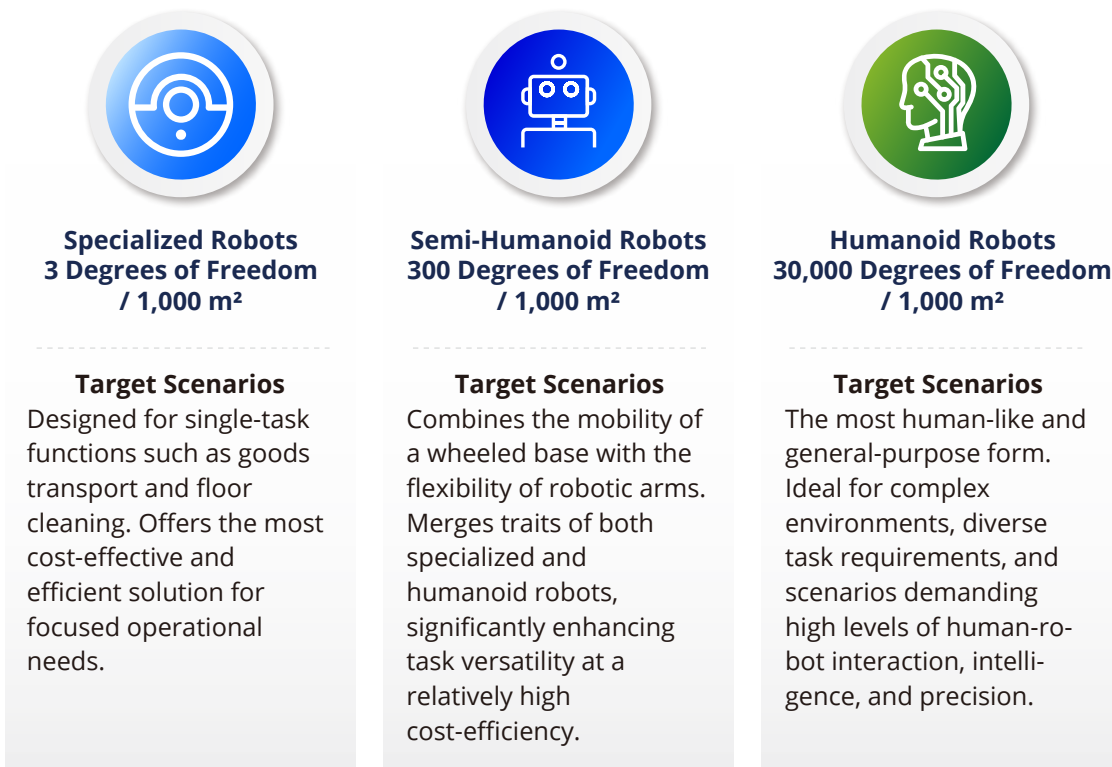 Specialized Robots
3 Degrees of Freedom
/ 1,000 m²
Target Scenarios
Designed for single-task
functions such as goods
transport and floor
cleaning. Offers the most
cost-effective and
efficient solution for
focused operational
needs.
Semi-Humanoid Robots
300 Degrees of Freedom
/ 1,000 m²
Target Scenarios
Combines the mobility of
a wheeled base with the
flexibility of robotic arms.
Merges traits of both
specialized and
humanoid robots,
significantly enhancing
task versatility at a
relatively high
cost-efficiency.
Humanoid Robots
30,000 Degrees of Freedom
/ 1,000 m²
Target Scenarios
The most human-like and
general-purpose form.
Ideal for complex
environments, diverse
task requirements, and
scenarios demanding
high levels of human-ro-
bot interaction, intelli-
gence, and precision.